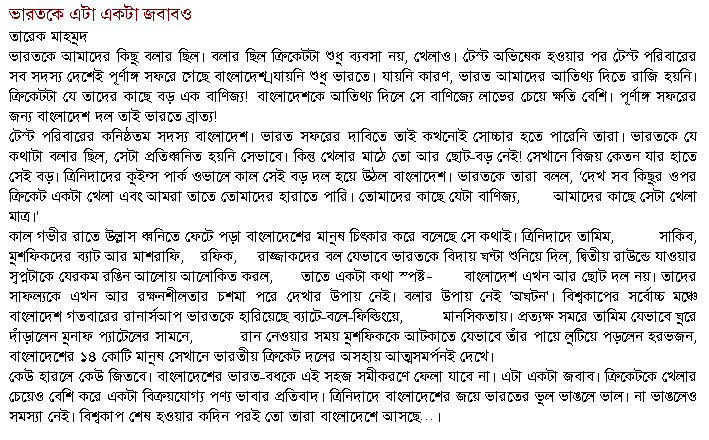 ভারতকে এটা একটা জবাবও
তারেক মাহমুদ
ভারতকে আমাদের কিছু বলার ছিল। বলার ছিল ক্রিকেটটা শুধু ব্যবসা নয়, খেলাও। টেস্ট অভিষেক হওয়ার পর টেস্ট পরিবারের
সব সদস্য দেশেই পূর্ণাঙ্গ সফরে গেছে বাংলাদেশ, যায়নি শুধু ভারতে। যায়নি কারণ, ভারত আমাদের আতিথ্য দিতে রাজি হয়নি।
ক্রিকেটটা যে তাদের কাছে বড় এক বাণিজ্য! বাংলাদেশকে আতিথ্য দিলে সে বাণিজ্যে লাভের চেয়ে ক্ষতি বেশি। পূর্ণাঙ্গ সফরের
জন্য বাংলাদেশ দল তাই ভারতে ব্রাত্য!
টেস্ট পরিবারের কনিষ্ঠতম সদস্য বাংলাদেশ। ভারত সফরের দাবিতে তাই কখনোই সোচ্চার হতে পারেনি তারা। ভারতকে যে
কথাটা বলার ছিল, সেটা প্রতিধ্বনিত হয়নি সেভাবে। কিন্তু খেলার মাঠে তো আর ছোট-বড় নেই! সেখানে বিজয় কেতন যার হাতে
সেই বড়। ত্রিনিদাদের কুইন্স পার্ক ওভালে কাল সেই বড় দল হয়ে উঠল বাংলাদেশ। ভারতকে তারা বলল, 'দেখ সব কিছুর ওপর
ক্রিকেট একটা খেলা এবং আমরা তাতে তোমাদের হারাতে পারি। তোমাদের কাছে যেটা বাণিজ্য, আমাদের কাছে সেটা খেলা
মাত্র।'
কাল গভীর রাতে উল্লাস ধ্বনিতে ফেটে পড়া বাংলাদেশের মানুষ চিৎকার করে বলেছে সে কথাই। ত্রিনিদাদে তামিম, সাকিব,
মুশফিকদের ব্যাট আর মাশরাফি, রফিক, রাজ্জাকদের বল যেভাবে ভারতকে বিদায় ঘন্টা শুনিয়ে দিল, দ্বিতীয় রাউন্ডে যাওয়ার
স্বপ্নটাকে যেরকম রঙিন আলোয় আলোকিত করল, তাতে একটা কথা স্পষ্ট- বাংলাদেশ এখন আর ছোট দল নয়। তাদের
সাফল্যকে এখন আর রক্ষনশীলতার চশমা পরে দেখার উপায় নেই। বলার উপায় নেই 'অঘটন'। বিশ্বকাপের সর্বোচ্চ মঞ্চে
বাংলাদেশ গতবারের রানার্সআপ ভারতকে হারিয়েছে ব্যাটে-বলে-ফিল্ডিংয়ে, মানসিকতায়। প্রত্যক্ষ সমরে তামিম যেভাবে ঘুরে
দাঁড়ালেন মুনাফ প্যাটেলের সামনে, রান নেওয়ার সময় মুশফিককে আটকাতে যেভাবে তাঁর পায়ে লুটিয়ে পড়লেন হরভজন,
বাংলাদেশের ১৪ কোটি মানুষ সেখানে ভারতীয় ক্রিকেট দলের অসহায় আত্মসমর্পনই দেখে।
কেউ হারলে কেউ জিতবে। বাংলাদেশের ভারত-বধকে এই সহজ সমীকরণে ফেলা যাবে না। এটা একটা জবাব। ক্রিকেটকে খেলার
চেয়েও বেশি করে একটা বিক্রয়যোগ্য পণ্য ভাবার প্রতিবাদ। ত্রিনিদাদে বাংলাদেশের জয়ে ভারতের ভুল ভাঙলে ভাল। না ভাঙলেও
সমস্যা নেই। বিশ্বকাপ শেষ হওয়ার কদিন পরই তো তারা বাংলাদেশে আসছে...।